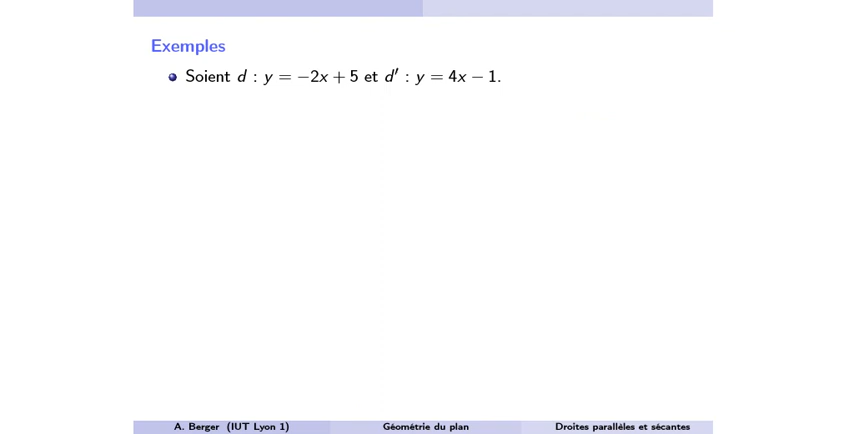 Exemples
Soient d : y = −2x + 5 et d′ : y = 4x − 1.
A. Berger (IUT Lyon 1) Géométrie du plan Droites parallèles et sécantes